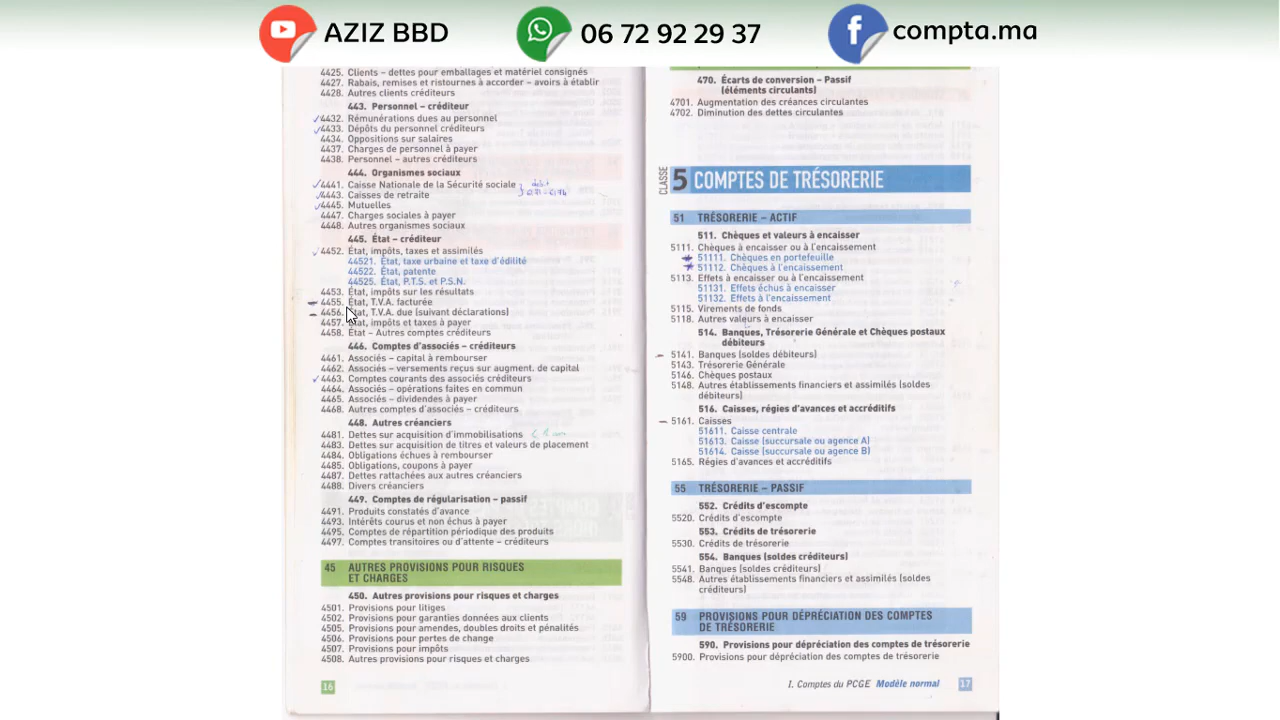 AZIZ BBD
06 72 92 29 37
compta.ma
4425. Clients – dettes pour emballages et matériel consignés
4427. Rabais, remises et ristournes à accorder – avoirs à établir
4428. Autres clients créditeurs
443. Personnel – créditeur
4432. Rémunérations dues au personnel
4433. Dépôts du personnel créditeurs
4434. Oppositions sur salaires
4437. Charges de personnel à payer
4438. Personnel – autres créditeurs
444. Organismes sociaux
4441. Caisse Nationale de la Sécurité sociale
4443. Caisses de retraite
4445. Mutuelles
4447. Charges sociales à payer
4448. Autres organismes sociaux
445. État – créditeur
4452. État, impôts, taxes et assimilés
44521. État, taxe urbaine et taxe d'édilité
44522. État, patente
44525. État, P.T.S. et P.S.N.
4453. État, impôts sur les résultats
4455. État, T.V.A. facturée
4456. État, T.V.A. due (suivant déclarations)
4457. État, impôts et taxes à payer
4458. État – Autres comptes créditeurs
446. Comptes d'associés – créditeurs
4461. Associés – capital à rembourser
4462. Associés – versements reçus sur augment. de capital
4463. Comptes courants des associés créditeurs
4464. Associés – opérations faites en commun
4465. Associés – dividendes à payer
4468. Autres comptes d'associés – créditeurs
448. Autres créanciers
4481. Dettes sur acquisition d'immobilisations
4483. Dettes sur acquisition de titres et valeurs de placement
4484. Obligations échues à rembourser
4485. Obligations, coupons à payer
4487. Dettes rattachées aux autres créanciers
4488. Divers créanciers
449. Comptes de régularisation – passif
4491. Produits constatés d'avance
4493. Intérêts courus et non échus à payer
4495. Comptes de répartition périodique des produits
4497. Comptes transitoires ou d'attente – créditeurs
45 AUTRES PROVISIONS POUR RISQUES
ET CHARGES
450. Autres provisions pour risques et charges
4501. Provisions pour litiges
4502. Provisions pour garanties données aux clients
4505. Provisions pour amendes, doubles droits et pénalités
4506. Provisions pour pertes de change
4507. Provisions pour impôts
4508. Autres provisions pour risques et charges
16
470. Écarts de conversion – Passif
(éléments circulants)
4701. Augmentation des créances circulantes
4702. Diminution des dettes circulantes
CLASSE 5 COMPTES DE TRÉSORERIE
51 TRÉSORERIE – ACTIF
511. Chèques et valeurs à encaisser
5111. Chèques à encaisser ou à l'encaissement
51111. Chèques en portefeuille
51112. Chèques à l'encaissement
5113. Effets à encaisser ou à l'encaissement
51131. Effets échus à encaisser
51132. Effets à l'encaissement
5115. Virements de fonds
5118. Autres valeurs à encaisser
514. Banques, Trésorerie Générale et Chèques postaux
débiteurs
5141. Banques (soldes débiteurs)
5143. Trésorerie Générale
5146. Chèques postaux
5148. Autres établissements financiers et assimilés (soldes
débiteurs)
516. Caisses, régies d'avances et accréditifs
5161. Caisses
51611. Caisse centrale
51613. Caisse (succursale ou agence A)
51614. Caisse (succursale ou agence B)
5165. Régies d'avances et accréditifs
55 TRÉSORERIE – PASSIF
552. Crédits d'escompte
5520. Crédits d'escompte
553. Crédits de trésorerie
5530. Crédits de trésorerie
554. Banques (soldes créditeurs)
5541. Banques (soldes créditeurs)
5548. Autres établissements financiers et assimilés (soldes
créditeurs)
59 PROVISIONS POUR DÉPRÉCIATION DES COMPTES
DE TRÉSORERIE
590. Provisions pour dépréciation des comptes de trésorerie
5900. Provisions pour dépréciation des comptes de trésorerie
I. Comptes du PCGE Modèle normal 17